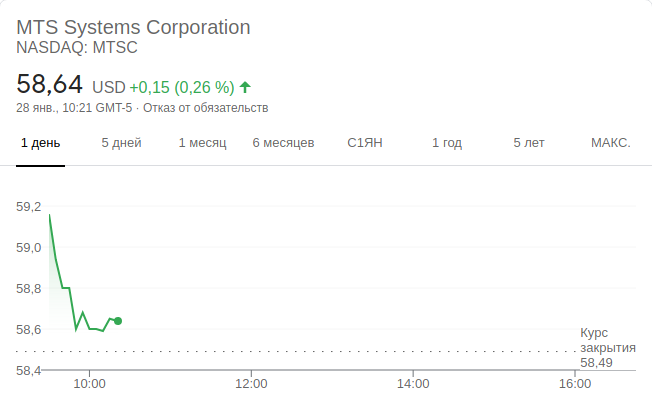 MTS Systems Corporation
NASDAQ: MTSC
58,64 USD +0,15 (0,26 %)
28 янв., 10:21 GMT-5 · Отказ от обязательств
1 день 5 дней 1 месяц 6 месяцев С1ЯН 1 год 5 лет МАКС.
59,2
59,0
58,8
58,6
58,4
Курс
закрытия
58,49
10:00 12:00 14:00 16:00